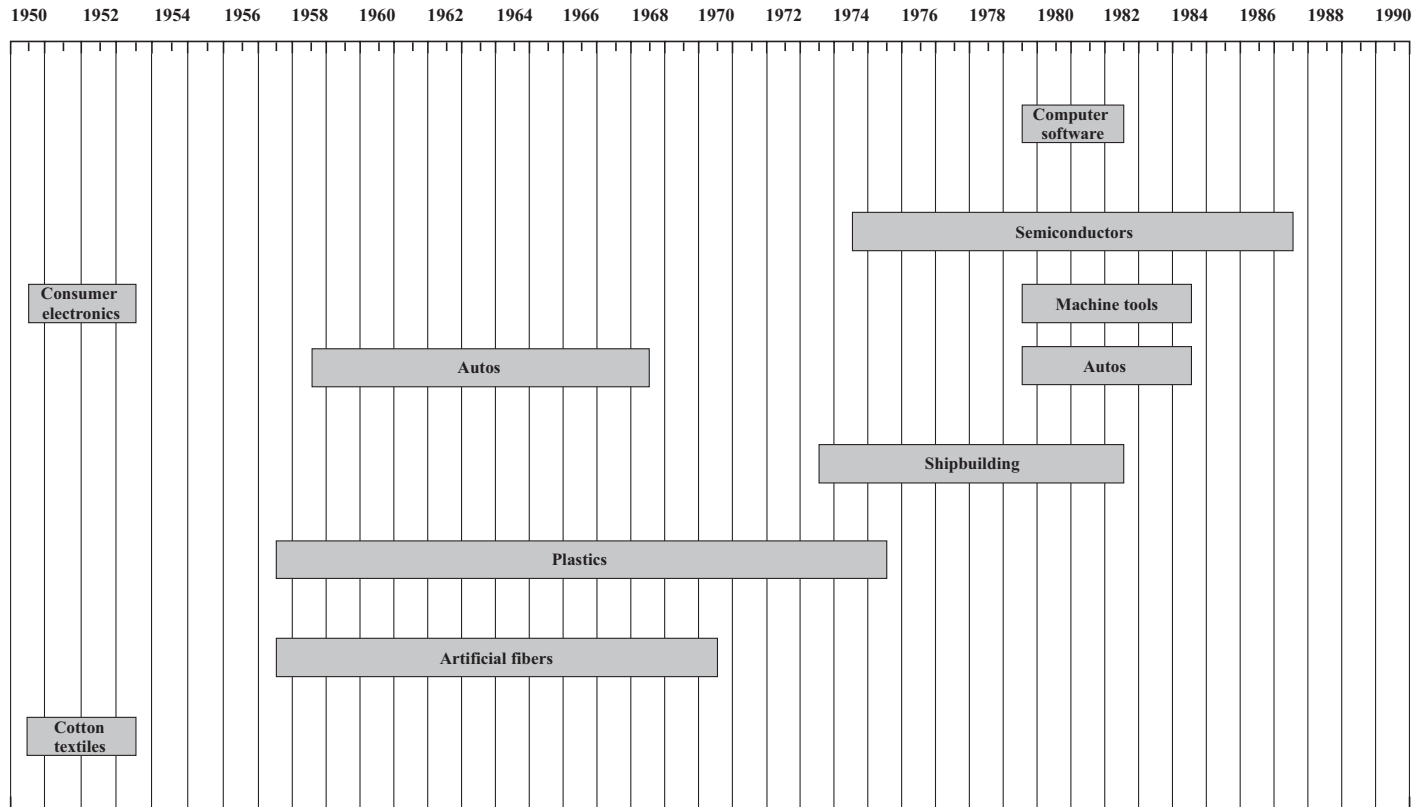 1950 1952 1954 1956 1958 1960 1962 1964 1966 1968 1970 1972 1974 1976 1978 1980 1982 1984 1986 1988 1990
Computer
software
Semiconductors
Consumer
electronics
Machine tools
Autos
Autos
Shipbuilding
Plastics
Artificial fibers
Cotton
textiles